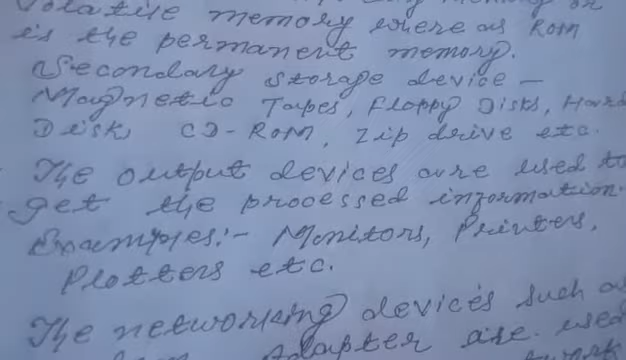 volatile memory where as ROM
is the permanent memory.
Secondary storage device -
Magnetic Tapes, Floppy Disks, Hard
Disk, CD-ROM, Zip drive etc.
The output devices are used to
get the processed information.
Examples:- Monitors, Printers,
Plotters etc.
The networking devices such as
Adapter are used